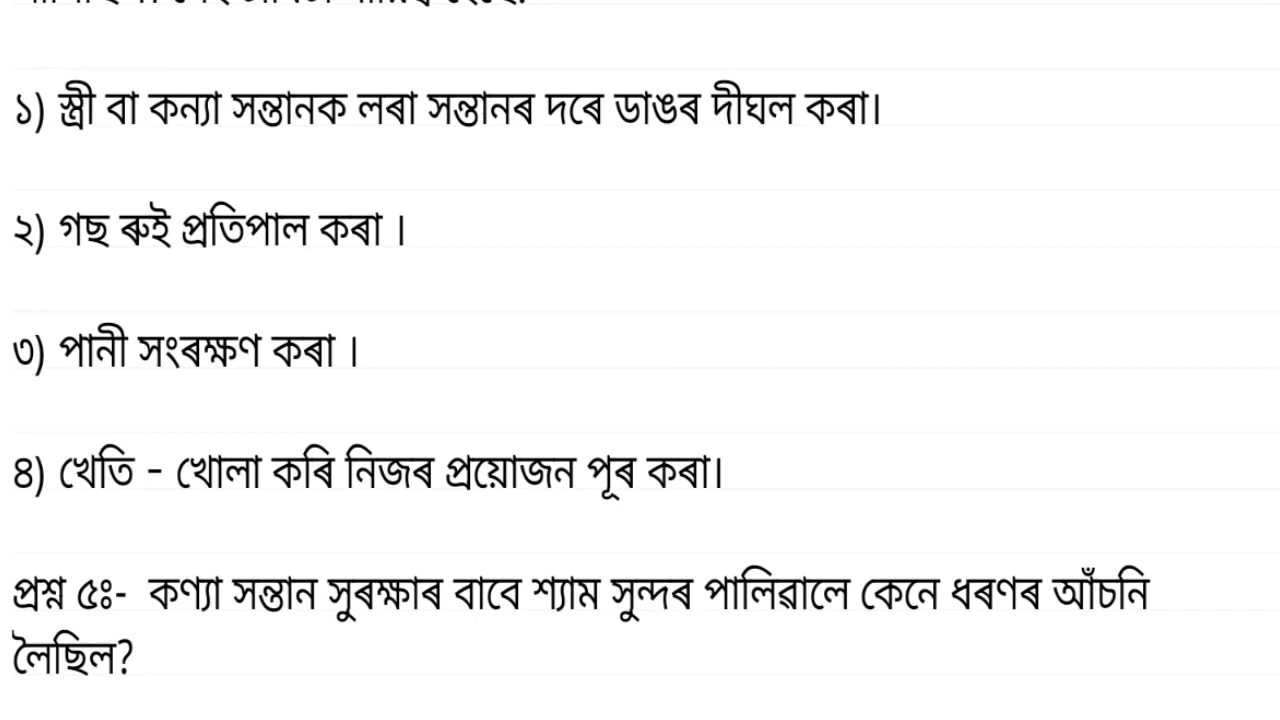 ১) স্ত্ৰী বা কন্যা সন্তানক লৰা সন্তানৰ দৰে ডাঙৰ দীঘল কৰা।
২) গছ ৰুই প্ৰতিপাল কৰা ।
৩) পানী সংৰক্ষণ কৰা ।
৪) খেতি - খোলা কৰি নিজৰ প্ৰয়োজন পূৰ কৰা।
প্ৰশ্ন ৫ঃ- কণ্যা সন্তান সুৰক্ষাৰ বাবে শ্যাম সুন্দৰ পালিৱালে কেনে ধৰণৰ আঁচনি
লৈছিল?